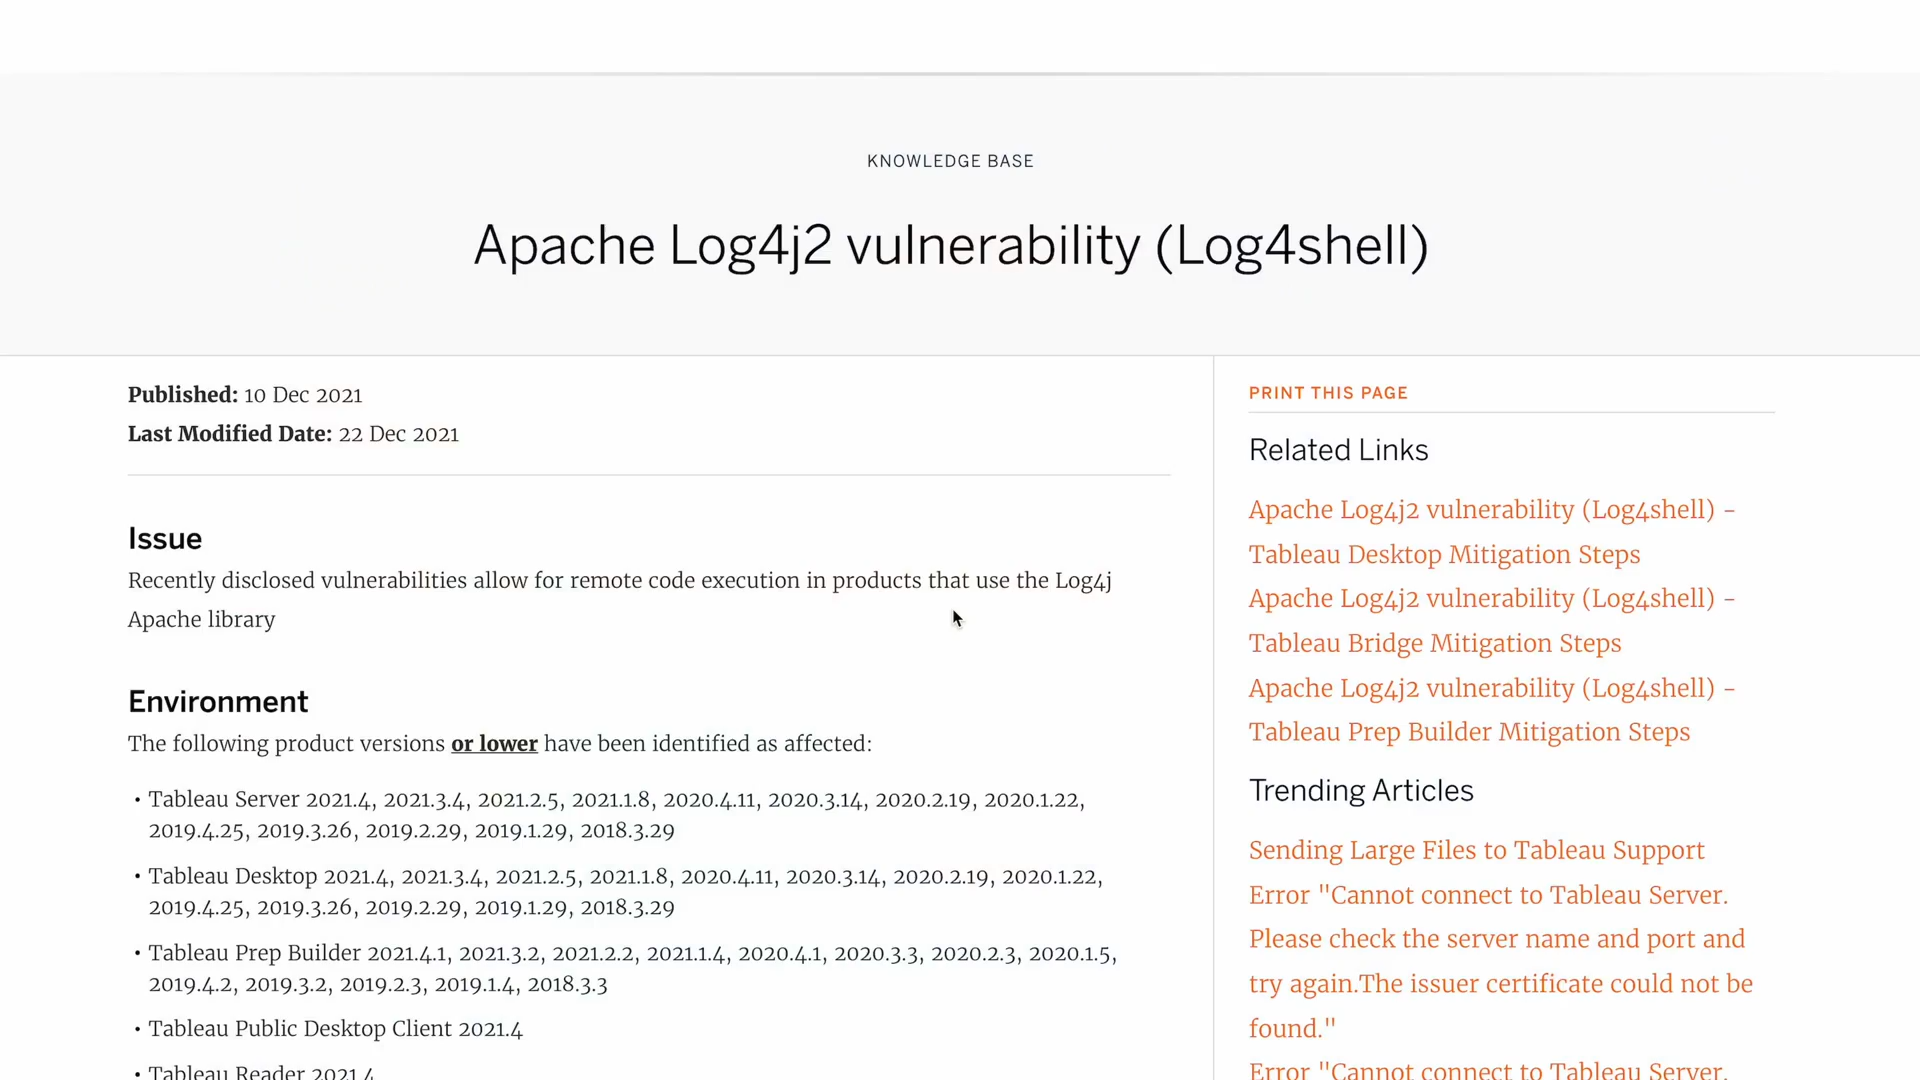 KNOWLEDGE BASE
Apache Log4j2 vulnerability (Log4shell)
Published: 10 Dec 2021
Last Modified Date: 22 Dec 2021
Issue
Recently disclosed vulnerabilities allow for remote code execution in products that use the Log4j
Apache library
Environment
The following product versions or lower have been identified as affected:
• Tableau Server 2021.4, 2021.3.4, 2021.2.5, 2021.1.8, 2020.4.11, 2020.3.14, 2020.2.19, 2020.1.22,
2019.4.25, 2019.3.26, 2019.2.29, 2019.1.29, 2018.3.29
• Tableau Desktop 2021.4, 2021.3.4, 2021.2.5, 2021.1.8, 2020.4.11, 2020.3.14, 2020.2.19, 2020.1.22,
2019.4.25, 2019.3.26, 2019.2.29, 2019.1.29, 2018.3.29
• Tableau Prep Builder 2021.4.1, 2021.3.2, 2021.2.2, 2021.1.4, 2020.4.1, 2020.3.3, 2020.2.3, 2020.1.5,
2019.4.2, 2019.3.2, 2019.2.3, 2019.1.4, 2018.3.3
• Tableau Public Desktop Client 2021.4
• Tableau Reader 2021.4
PRINT THIS PAGE
Related Links
Apache Log4j2 vulnerability (Log4shell) -
Tableau Desktop Mitigation Steps
Apache Log4j2 vulnerability (Log4shell) -
Tableau Bridge Mitigation Steps
Apache Log4j2 vulnerability (Log4shell) -
Tableau Prep Builder Mitigation Steps
Trending Articles
Sending Large Files to Tableau Support
Error "Cannot connect to Tableau Server.
Please check the server name and port and
try again.The issuer certificate could not be
found."
Error "Cannot connect to Tableau Server.